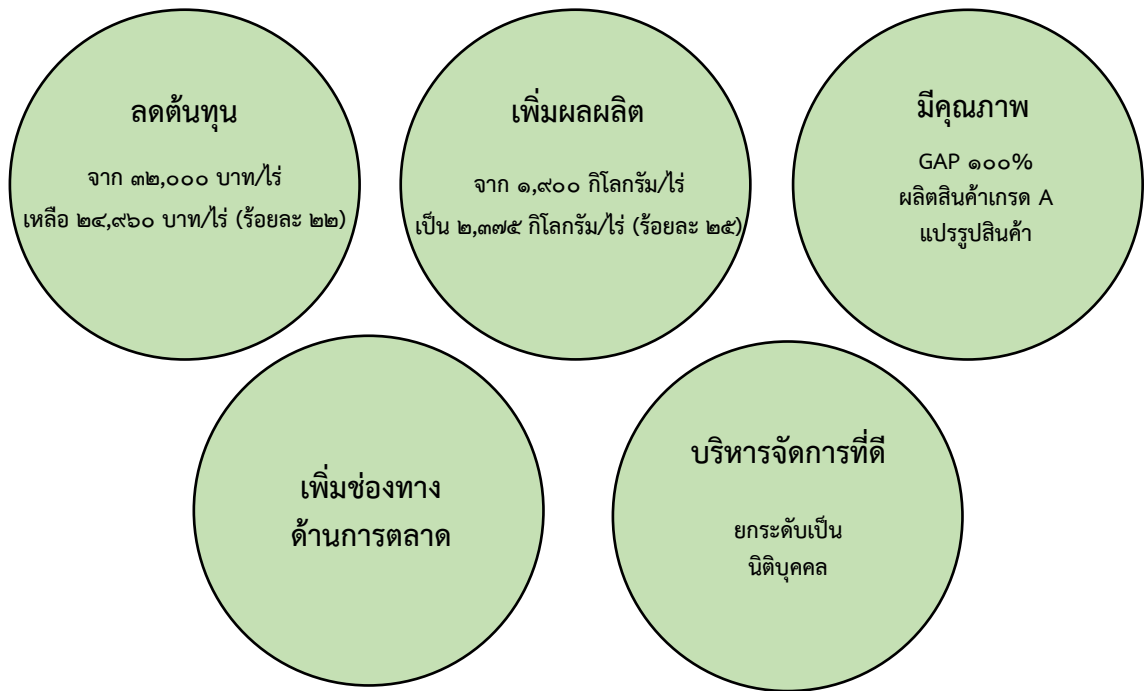 ลดต้นทุน
จาก ๓๒,๐๐๐ บาท/ไร่
เหลือ ๒๔,๙๖๐ บาท/ไร่ (ร้อยละ ๒๒)
เพิ่มผลผลิต
จาก ๑,๙๐๐ กิโลกรัม/ไร่
เป็น ๒,๓๗๕ กิโลกรัม/ไร่ (ร้อยละ ๒๕)
มีคุณภาพ
GAP ๑๐๐%
ผลิตสินค้าเกรด A
แปรรูปสินค้า
เพิ่มช่องทาง
ด้านการตลาด
บริหารจัดการที่ดี
ยกระดับเป็น
นิติบุคคล